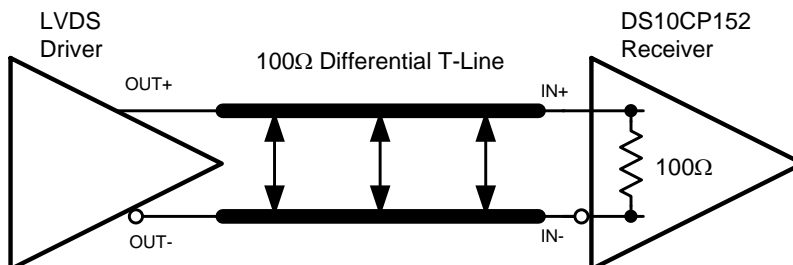 LVDS
Driver
DS10CP152
Receiver
100Ω Differential T-Line
OUT+
IN+
100Ω
OUT-
IN-